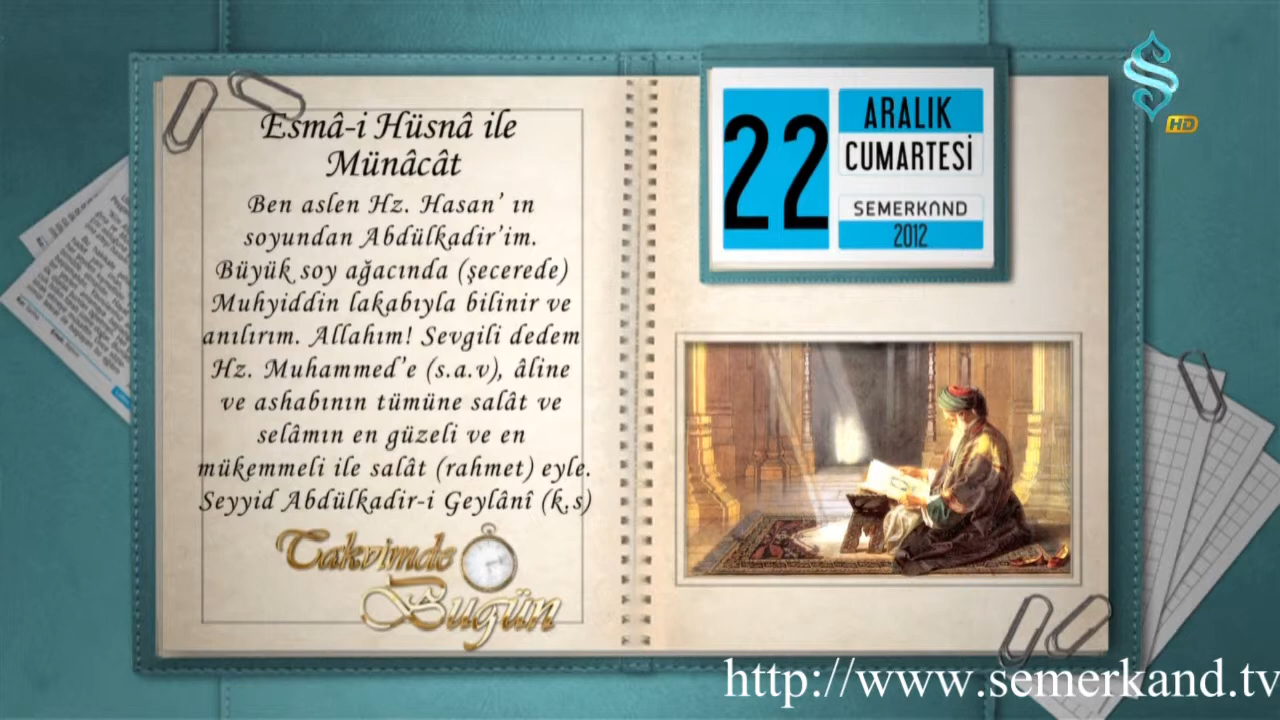 Esmâ-i Hüsnâ ile
Münâcât
Ben aslen Hz. Hasan' ın
soyundan Abdülkadir'im.
Büyük soy ağacında (şecerede)
Muhyiddin lakabıyla bilinir ve
anılırım. Allahım! Sevgili dedem
Hz. Muhammed'e (s.a.v), âline
ve ashabının tümüne salât ve
selâmın en güzeli ve en
mükemmeli ile salât (rahmet) eyle.
Seyyid Abdülkadir-i Geylânî (k.s)
Takvimde
Bugün
22
ARALIK
CUMARTESİ
SEMERKAND
2012
HD
http://www.semerkand.tv